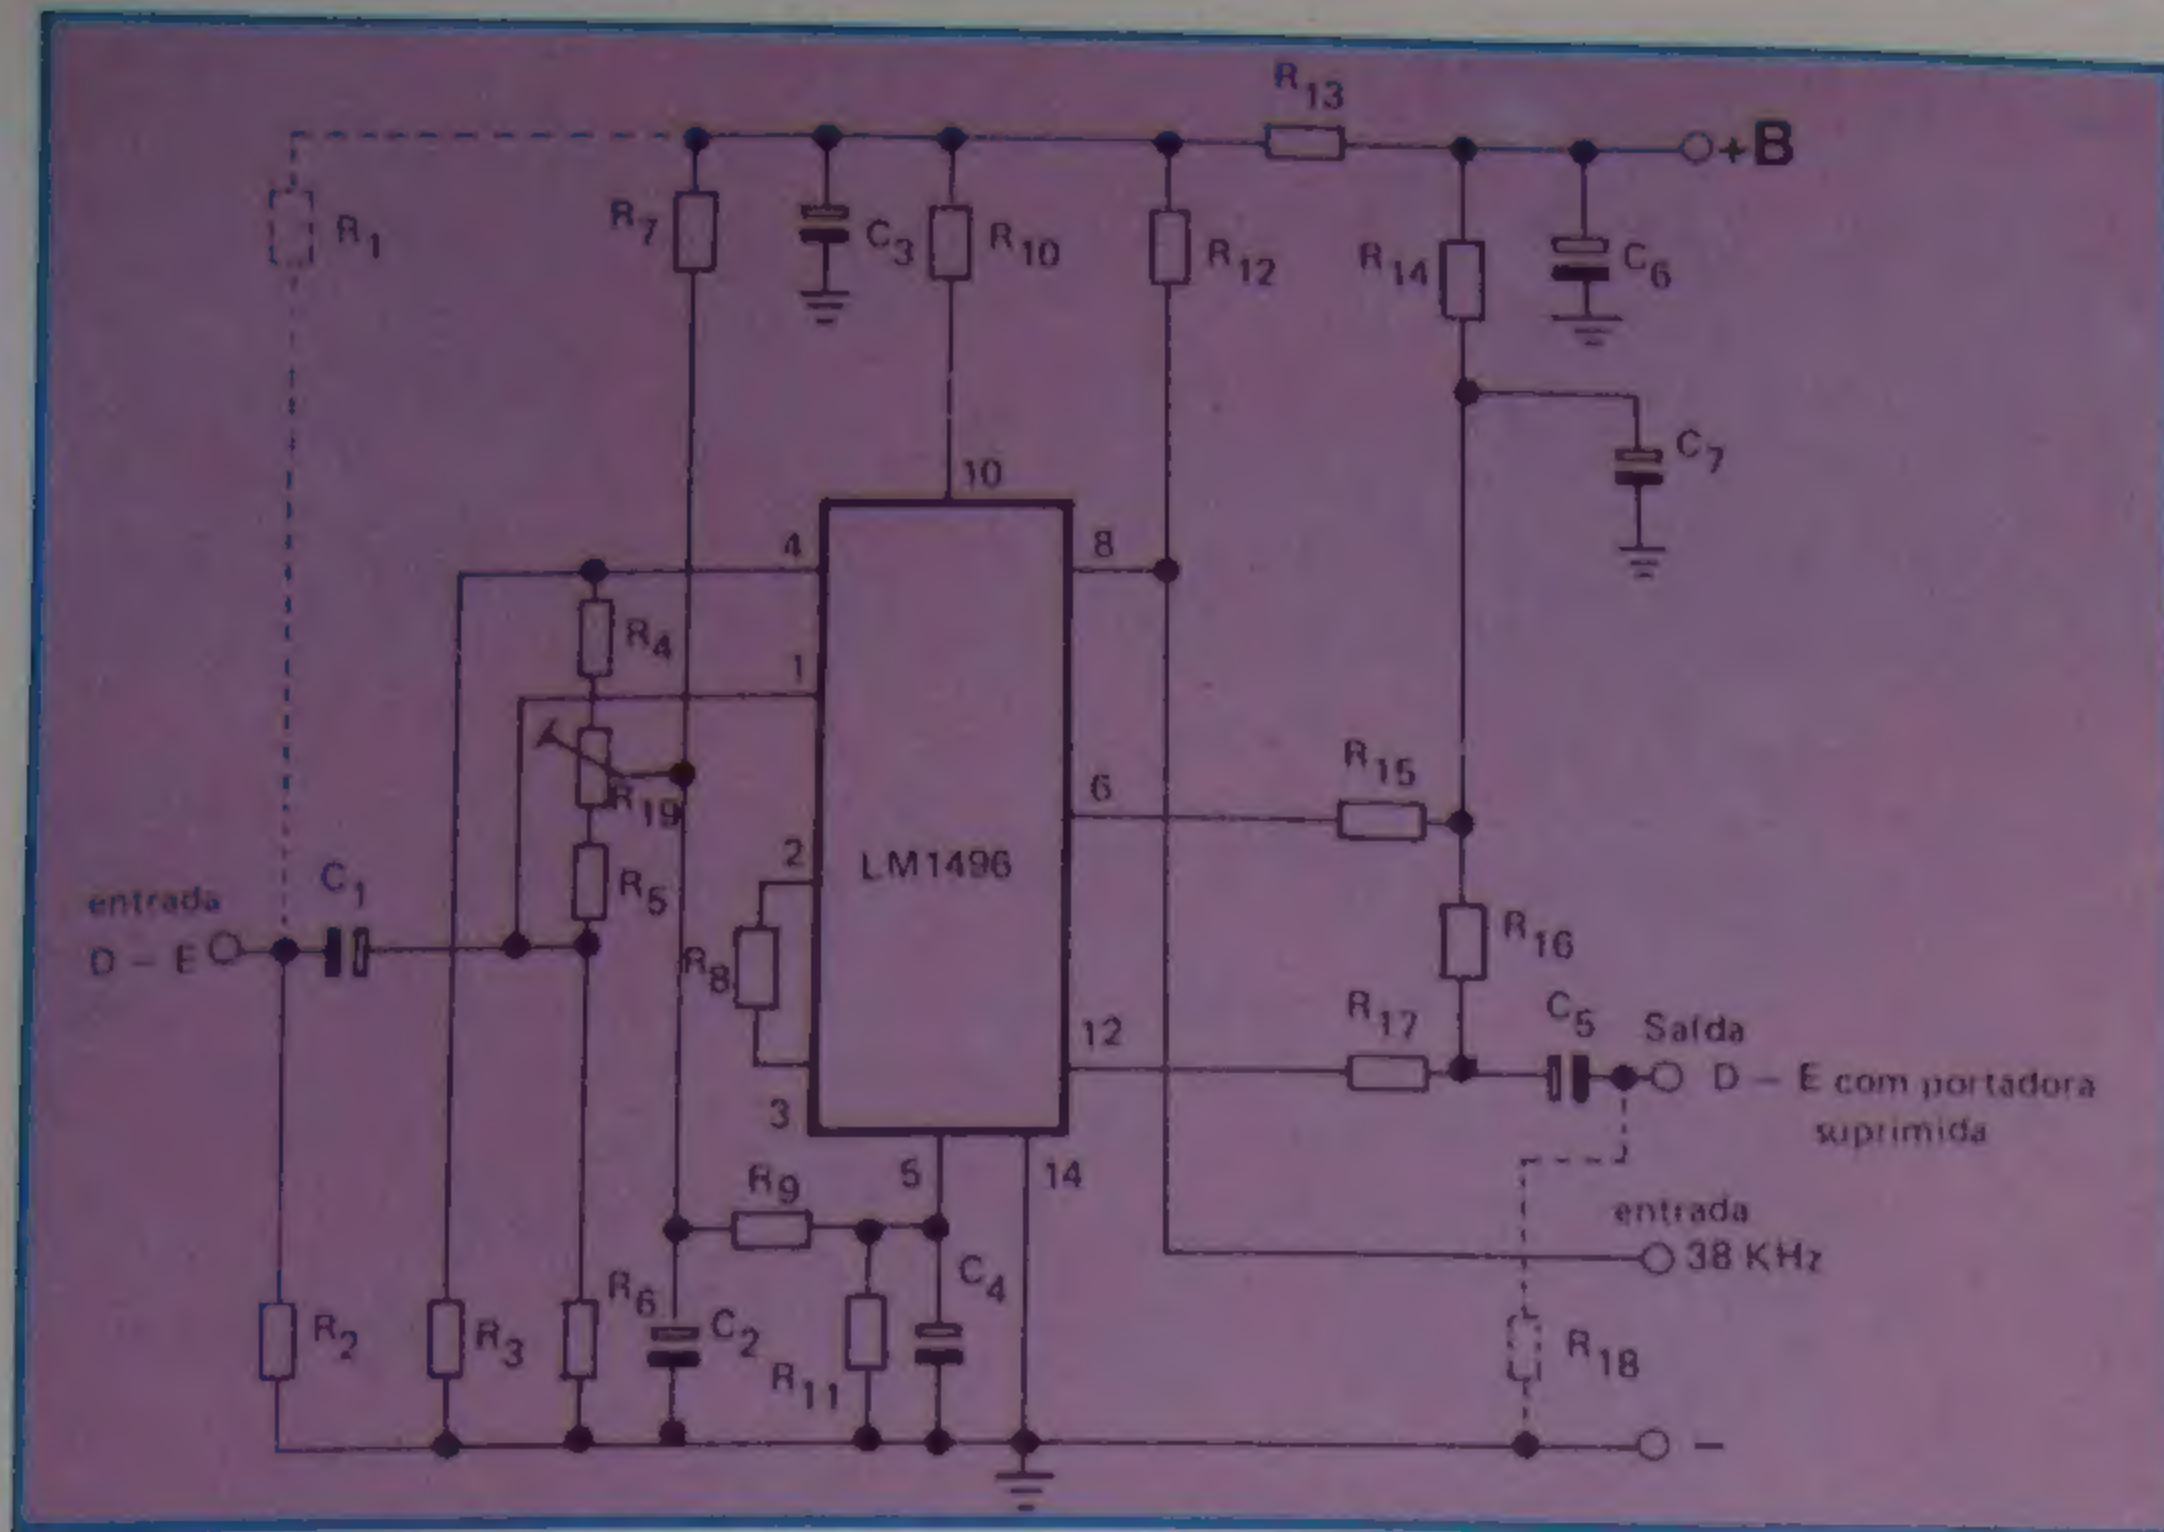 R13
+B
R1
R7
C3
R10
R12
R14
C6
C7
10
4
8
R4
1
R15
6
R19
2
LM1496
C1
R5
entrada
D – E
R16
R8
R17
C5
12
Saída
D – E com portadora
suprimida
3
5
14
R9
entrada
38 KHz
C4
R6
R2
R3
C2
R11
R18
–